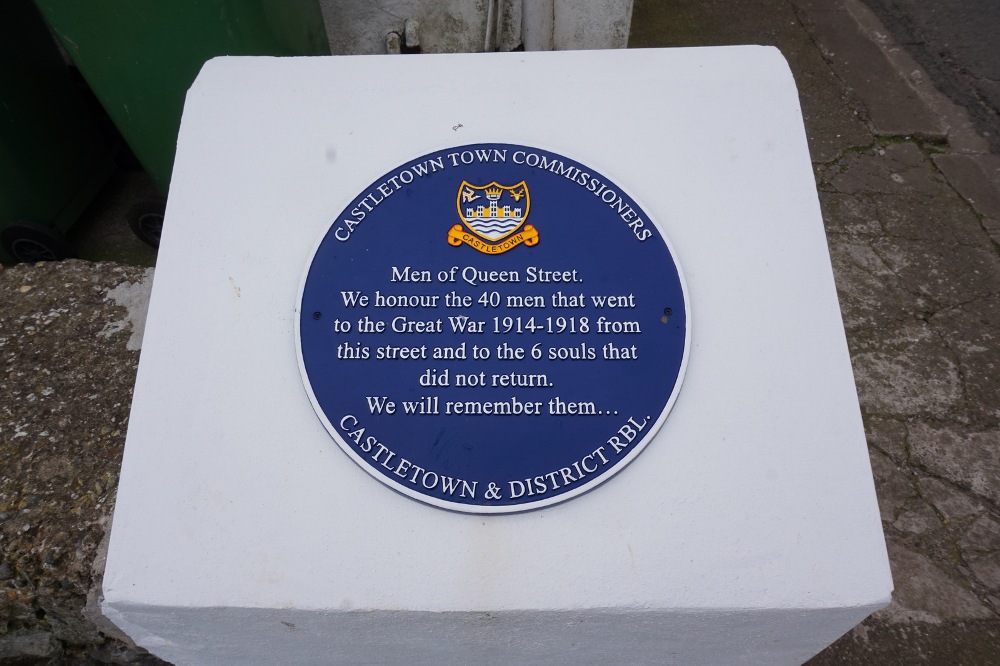 CASTLETOWN TOWN COMMISSIONERS
CASTLETOWN
Men of Queen Street.
We honour the 40 men that went
to the Great War 1914-1918 from
this street and to the 6 souls that
did not return.
We will remember them...
CASTLETOWN & DISTRICT RBL.